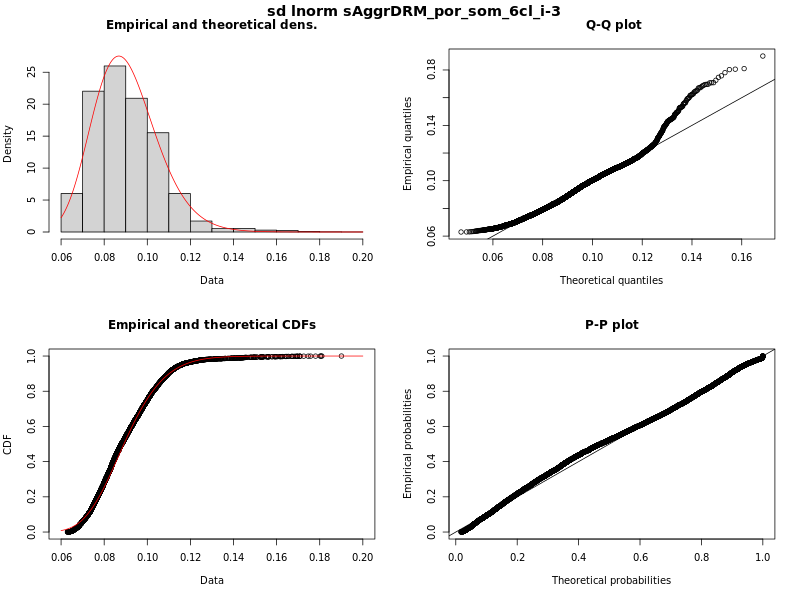 sd lnorm sAggrDRM_por_som_6cl_i-3
Empirical and theoretical dens.
Density
0 5 10 15 20 25
0.06 0.08 0.10 0.12 0.14 0.16 0.18 0.20
Data
Q-Q plot
Empirical quantiles
0.06 0.10 0.14 0.18
0.06 0.08 0.10 0.12 0.14 0.16
Theoretical quantiles
Empirical and theoretical CDFs
CDF
0.0 0.2 0.4 0.6 0.8 1.0
0.06 0.08 0.10 0.12 0.14 0.16 0.18 0.20
Data
P-P plot
Empirical probabilities
0.0 0.2 0.4 0.6 0.8 1.0
0.0 0.2 0.4 0.6 0.8 1.0
Theoretical probabilities